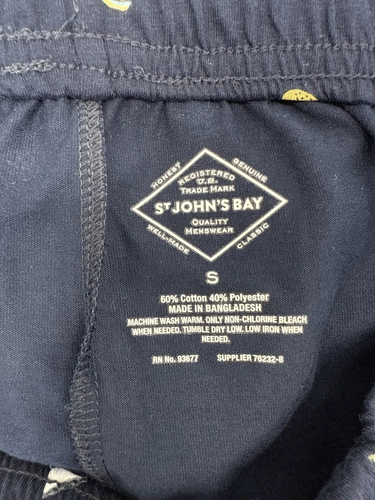 HONEST
GENUINE
REGISTERED
U.S.
TRADE MARK
ST JOHN'S BAY
QUALITY
MENSWEAR
WELL-MADE
CLASSIC
S
60% Cotton 40% Polyester
MADE IN BANGLADESH
MACHINE WASH WARM. ONLY NON-CHLORINE BLEACH
WHEN NEEDED. TUMBLE DRY LOW. LOW IRON WHEN
NEEDED.
RN No. 93677 SUPPLIER 76232-8